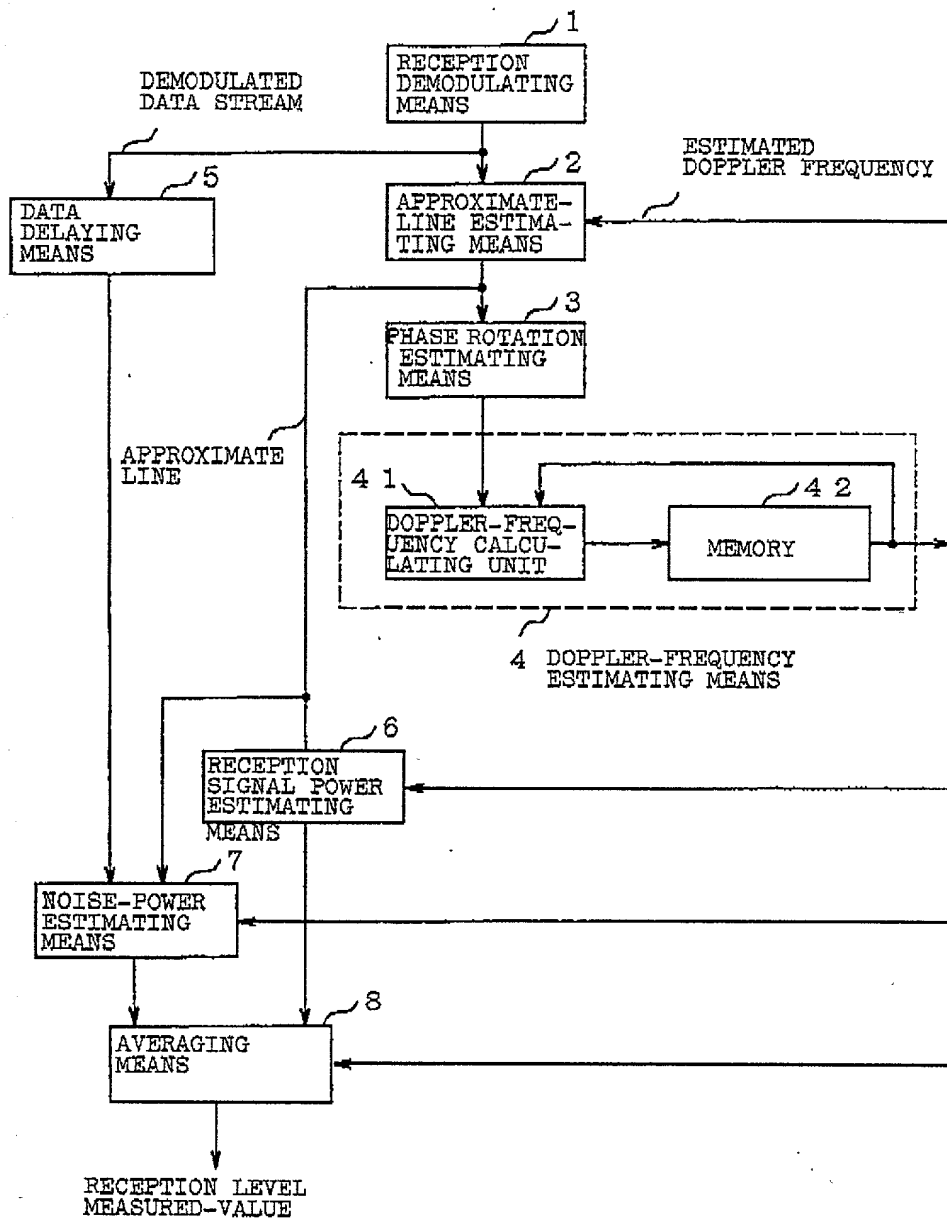 1
RECEPTION
DEMODULATING
MEANS
DEMODULATED
DATA STREAM
ESTIMATED
DOPPLER FREQUENCY
5
DATA
DELAYING
MEANS
2
APPROXIMATE-
LINE ESTIMA-
TING MEANS
3
PHASE ROTATION
ESTIMATING
MEANS
APPROXIMATE
LINE
4 1
DOPPLER-FREQ-
UENCY CALCU-
LATING UNIT
4 2
MEMORY
4 DOPPLER-FREQUENCY
ESTIMATING MEANS
6
RECEPTION
SIGNAL POWER
ESTIMATING
MEANS
7
NOISE-POWER
ESTIMATING
MEANS
8
AVERAGING
MEANS
RECEPTION LEVEL
MEASURED-VALUE